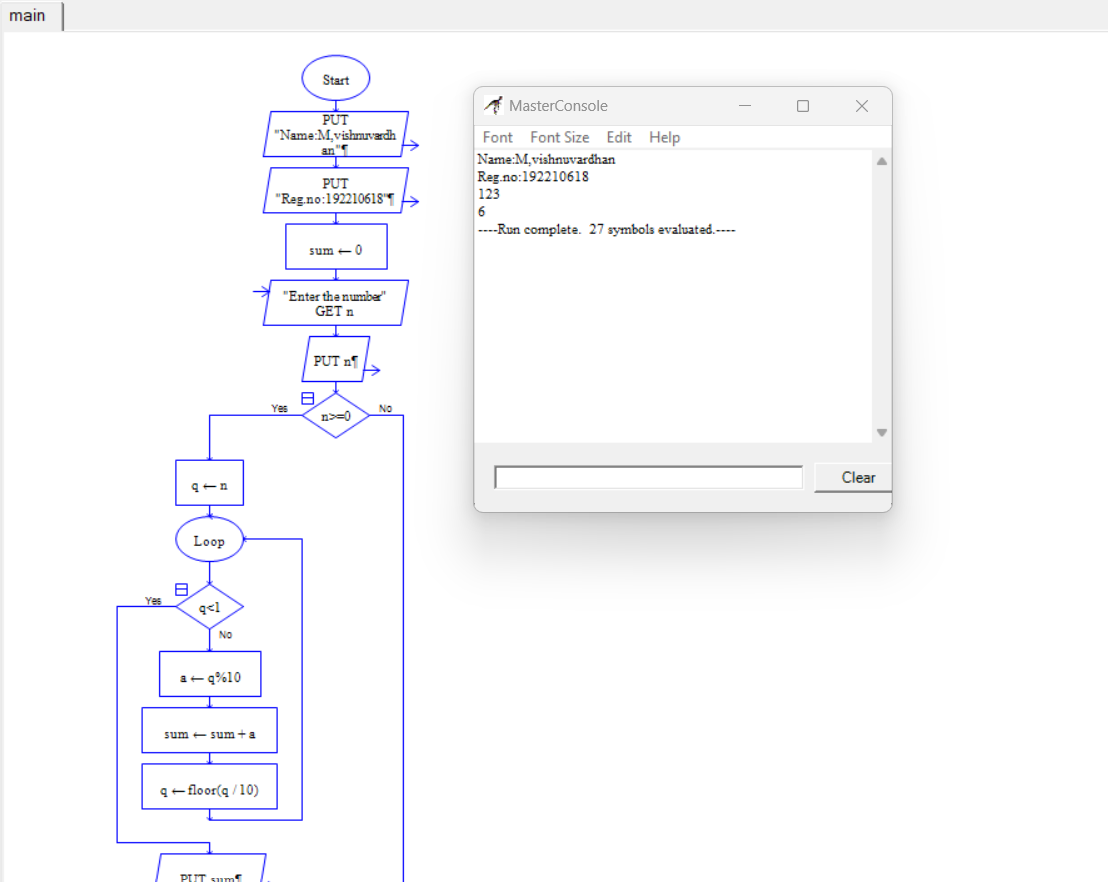 main
Start
PUT
"Name:M,vishnuvardh
an"¶
PUT
"Reg.no:192210618"¶
sum ← 0
"Enter the number"
GET n
PUT n¶
Yes
n>=0
No
q ← n
Loop
Yes
q<1
No
a ← q%10
sum ← sum + a
q ← floor(q / 10)
PUT sum¶
MasterConsole
Font Font Size Edit Help
Name:M,vishnuvardhan
Reg.no:192210618
123
6
----Run complete.  27 symbols evaluated.----
Clear